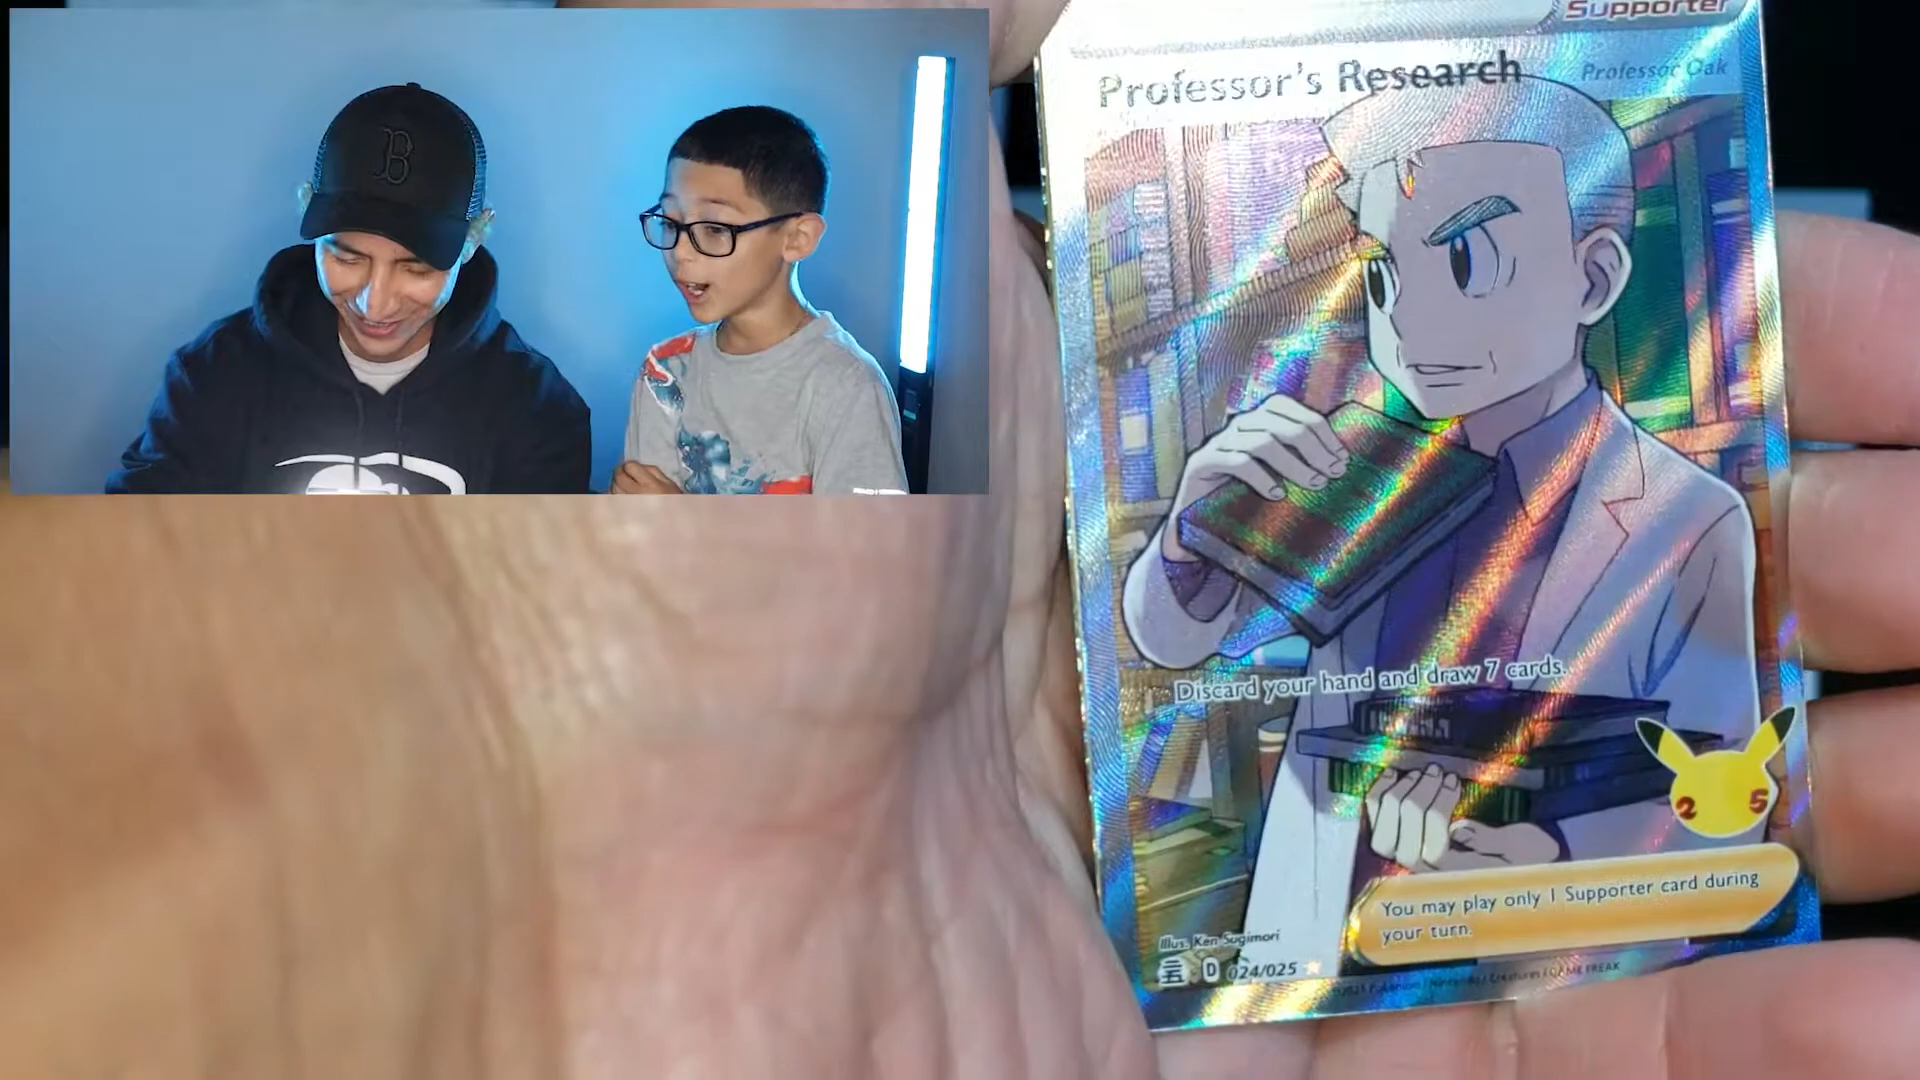 B
Supporter
Professor's Research
Professor Oak
Discard your hand and draw 7 cards.
2 5
You may play only 1 Supporter card during
your turn.
Illus. Ken Sugimori
D 024/025